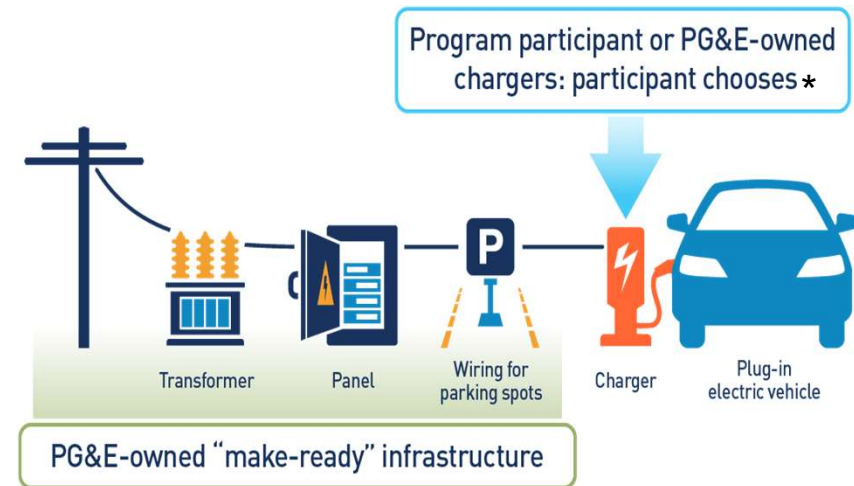 Program participant or PG&E-owned
chargers: participant chooses*
P
Transformer
Panel
Wiring for
parking spots
Charger
Plug-in
electric vehicle
PG&E-owned “make-ready” infrastructure